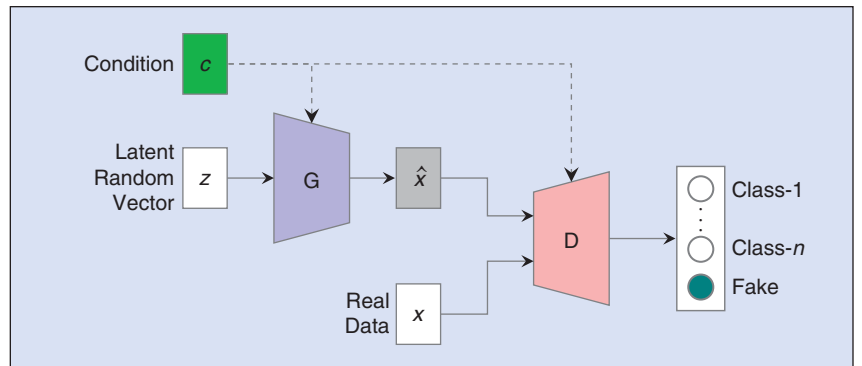 Condition
c
Latent
Random
Vector
z
G
x̂
D
Class-1
Class-n
Fake
Real
Data
x